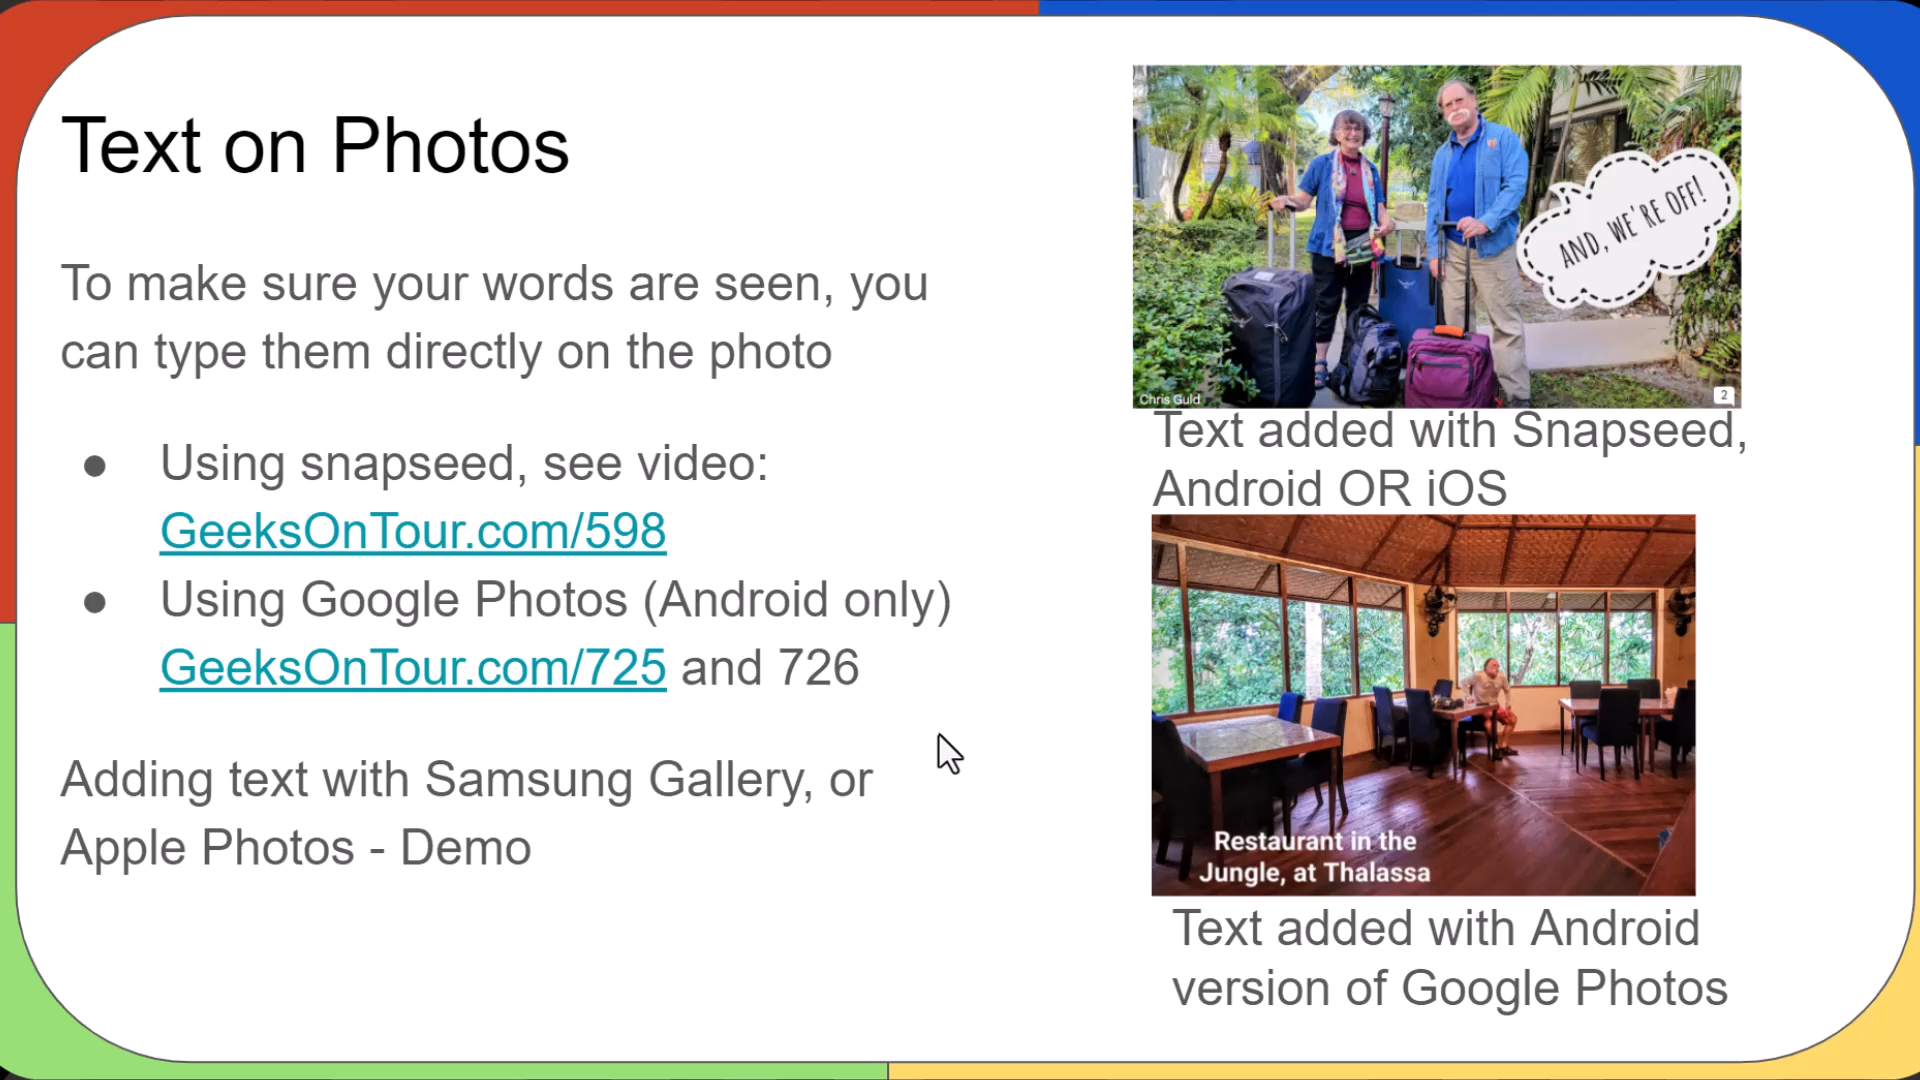 Text on Photos
To make sure your words are seen, you
can type them directly on the photo
● Using snapseed, see video:
GeeksOnTour.com/598
● Using Google Photos (Android only)
GeeksOnTour.com/725 and 726
Adding text with Samsung Gallery, or
Apple Photos - Demo
AND, WE'RE OFF!
Chris Guld
2
Text added with Snapseed,
Android OR iOS
Restaurant in the
Jungle, at Thalassa
Text added with Android
version of Google Photos